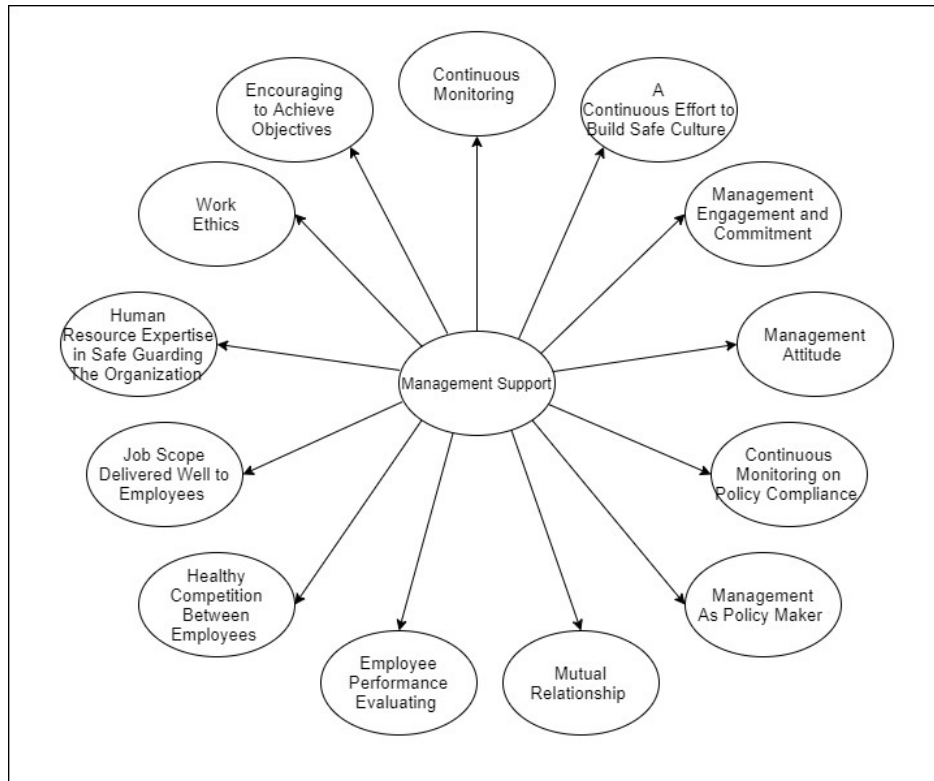 Continuous
Monitoring
A
Continuous Effort to
Build Safe Culture
Management
Engagement and
Commitment
Management
Attitude
Continuous
Monitoring on
Policy Compliance
Management
As Policy Maker
Mutual
Relationship
Employee
Performance
Evaluating
Healthy
Competition
Between
Employees
Job Scope
Delivered Well to
Employees
Human
Resource Expertise
in Safe Guarding
The Organization
Work
Ethics
Encouraging
to Achieve
Objectives
Management Support